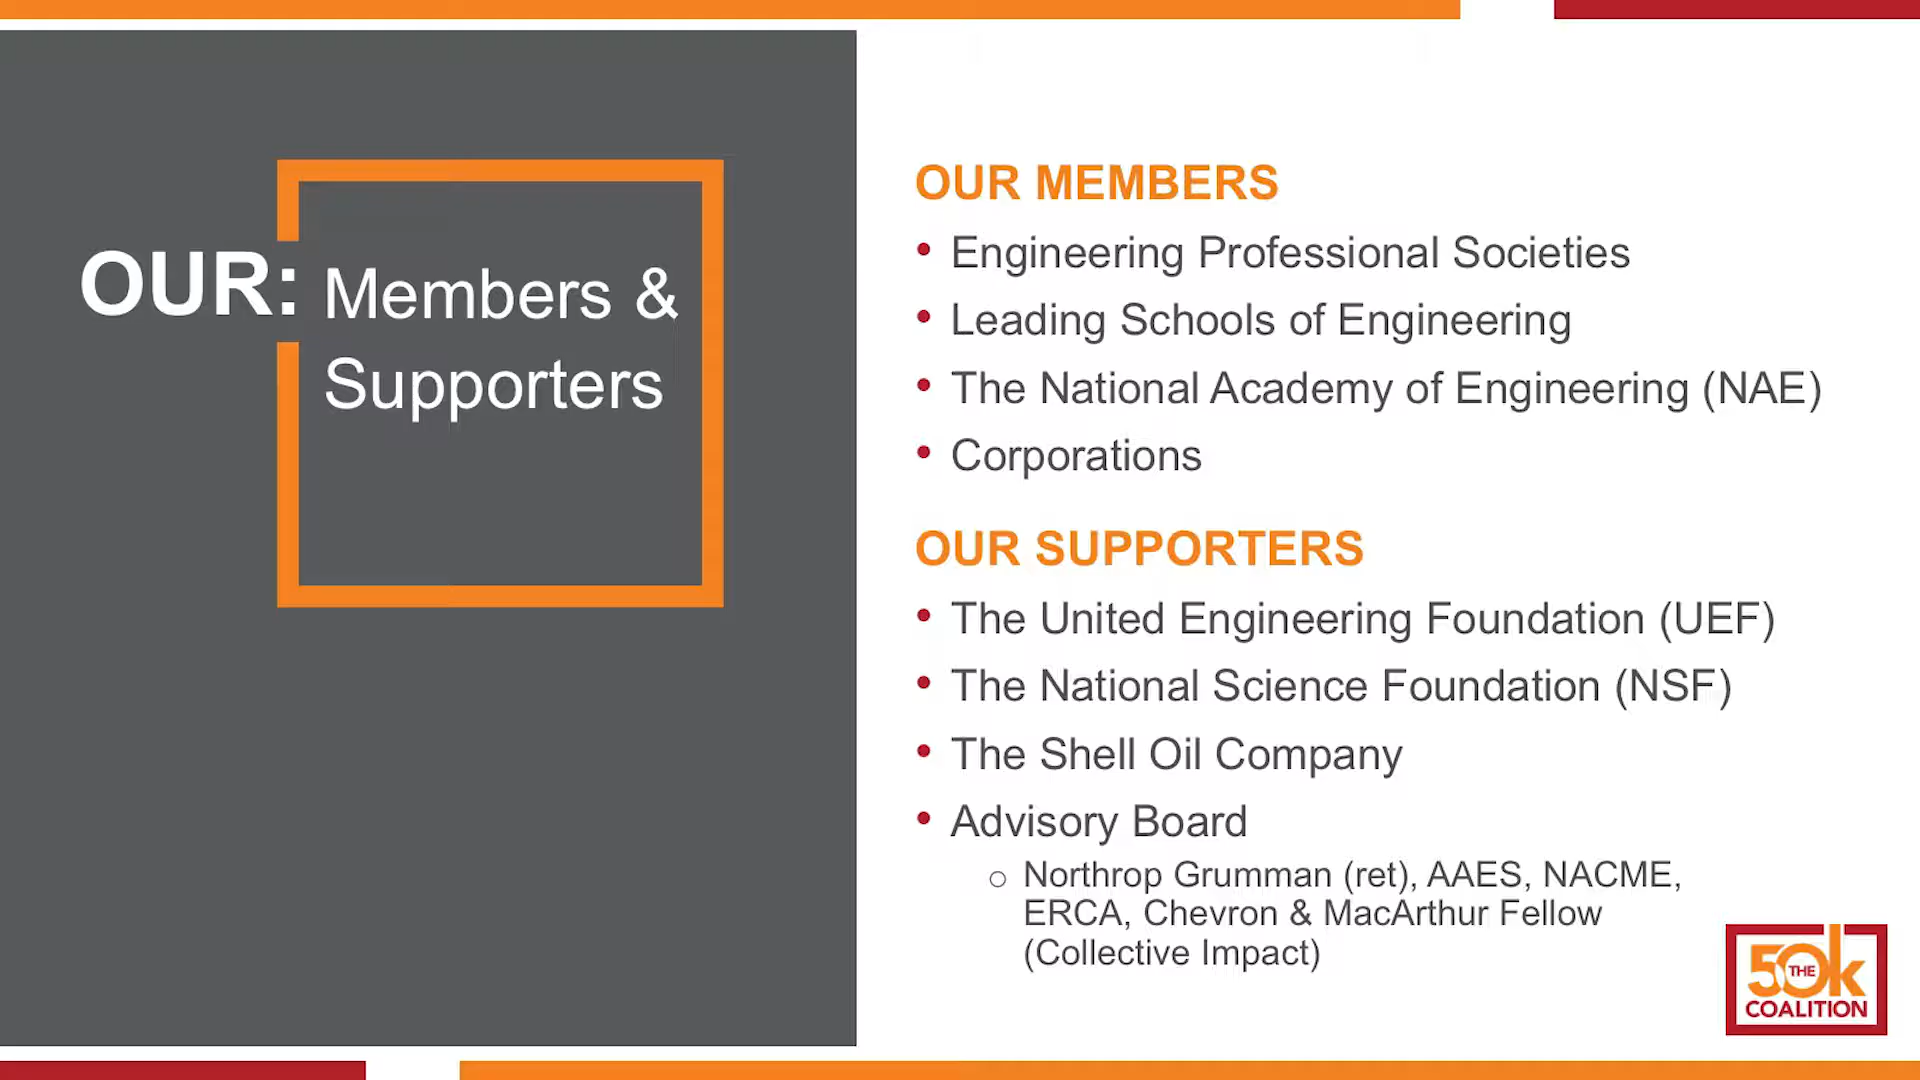 OUR: Members &
Supporters
OUR MEMBERS
• Engineering Professional Societies
• Leading Schools of Engineering
• The National Academy of Engineering (NAE)
• Corporations
OUR SUPPORTERS
• The United Engineering Foundation (UEF)
• The National Science Foundation (NSF)
• The Shell Oil Company
• Advisory Board
o Northrop Grumman (ret), AAES, NACME,
ERCA, Chevron & MacArthur Fellow
(Collective Impact)
50k
THE
COALITION